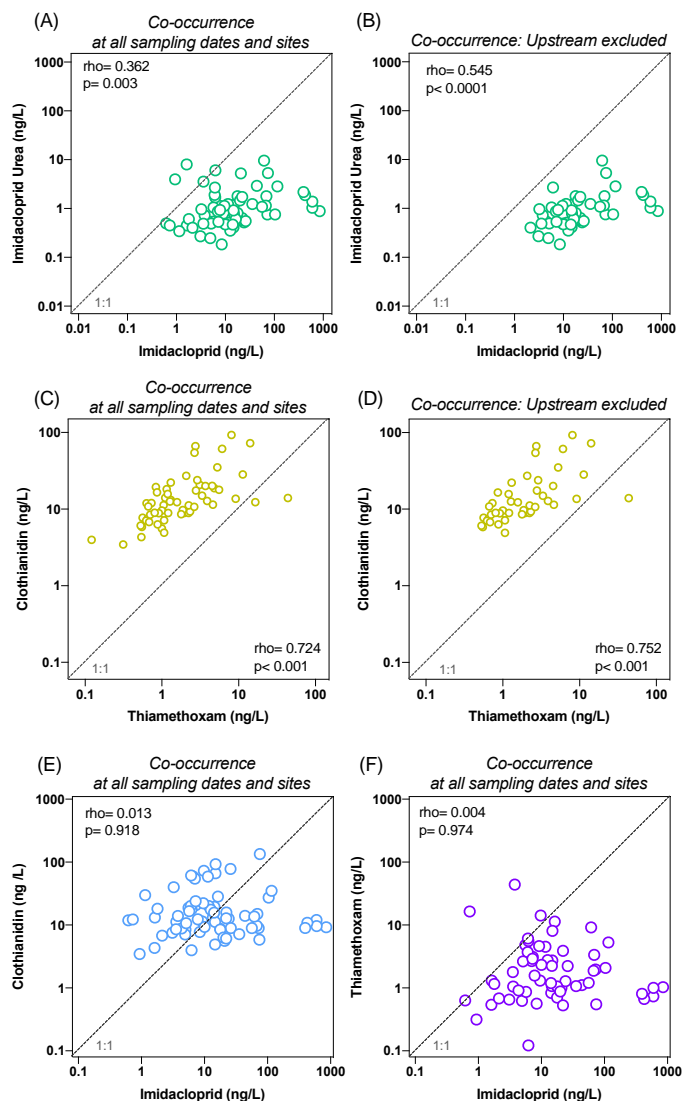 (A)
Co-occurrence
at all sampling dates and sites
rho= 0.362
p= 0.003
1000
100
10
1
0.1
0.01
Imidacloprid Urea (ng/L)
1:1
0.01
0.1
1
10
100
1000
Imidacloprid (ng/L)
(B)
Co-occurrence: Upstream excluded
rho= 0.545
p< 0.0001
1000
100
10
1
0.1
0.01
Imidacloprid Urea (ng/L)
1:1
0.01
0.1
1
10
100
1000
Imidacloprid (ng/L)
(C)
Co-occurrence
at all sampling dates and sites
100
10
1
0.1
Clothianidin (ng/L)
rho= 0.724
p< 0.001
1:1
0.1
1
10
100
Thiamethoxam (ng/L)
(D)
Co-occurrence: Upstream excluded
100
10
1
0.1
Clothianidin (ng/L)
rho= 0.752
p< 0.001
1:1
0.1
1
10
100
Thiamethoxam (ng/L)
(E)
Co-occurrence
at all sampling dates and sites
rho= 0.013
p= 0.918
1000
100
10
1
0.1
Clothianidin (ng /L)
1:1
0.1
1
10
100
1000
Imidacloprid (ng/L)
(F)
Co-occurrence
at all sampling dates and sites
rho= 0.004
p= 0.974
1000
100
10
1
0.1
Thiamethoxam (ng/L)
1:1
0.1
1
10
100
1000
Imidacloprid (ng/L)